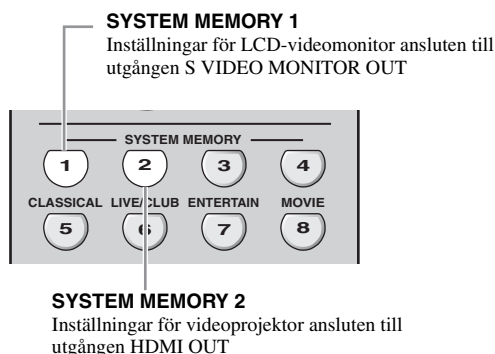 SYSTEM MEMORY 1
Inställningar för LCD-videomonitor ansluten till
utgången S VIDEO MONITOR OUT
SYSTEM MEMORY
1 2 3 4
CLASSICAL LIVE/CLUB ENTERTAIN MOVIE
5 6 7 8
SYSTEM MEMORY 2
Inställningar för videoprojektor ansluten till
utgången HDMI OUT